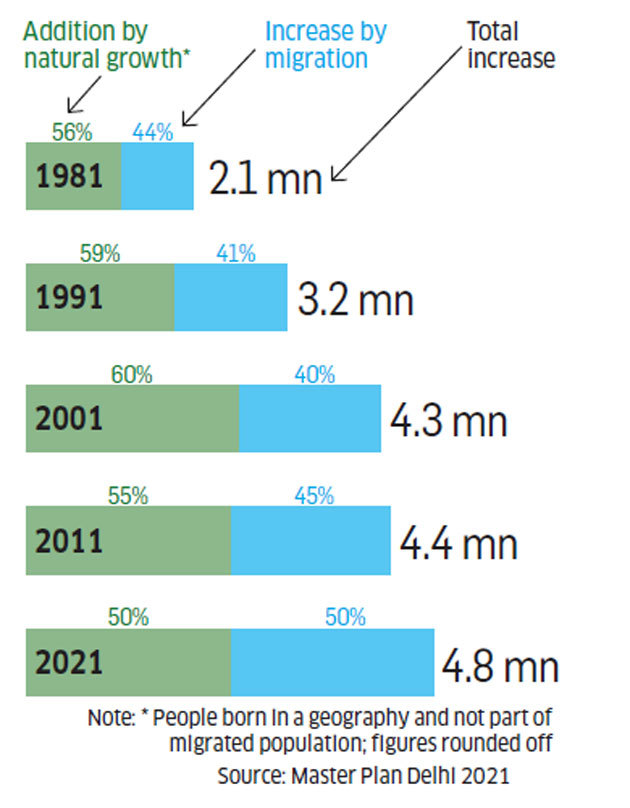 Addition by
natural growth*
Increase by
migration
Total
increase
56% 44%
1981 2.1 mn
59% 41%
1991 3.2 mn
60% 40%
2001 4.3 mn
55% 45%
2011 4.4 mn
50% 50%
2021 4.8 mn
Note: * People born in a geography and not part of
migrated population; figures rounded off
Source: Master Plan Delhi 2021